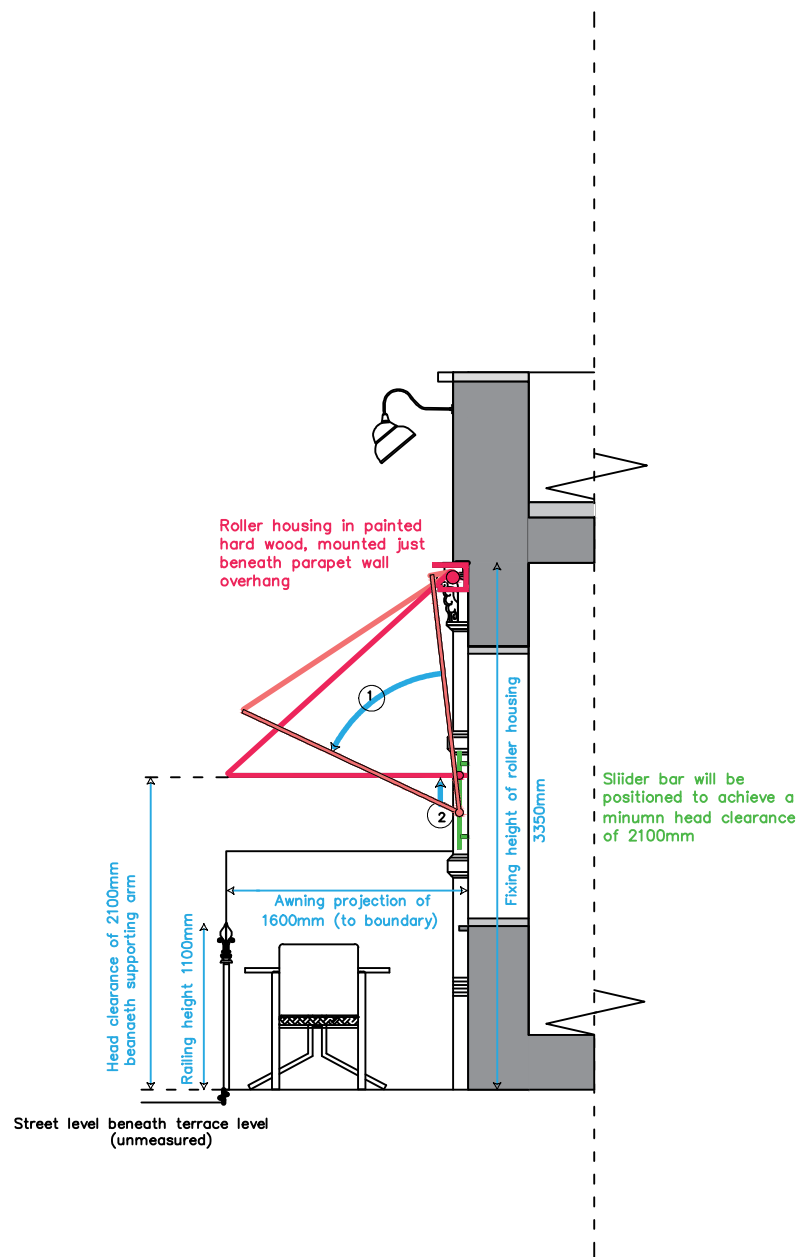 Roller housing in painted
hard wood, mounted just
beneath parapet wall
overhang
1
2
Fixing height of roller housing
3350mm
Sliider bar will be
positioned to achieve a
minumn head clearance
of 2100mm
Awning projection of
1600mm (to boundary)
Head clearance of 2100mm
beanaeth supporting arm
Railing height 1100mm
Street level beneath terrace level
(unmeasured)